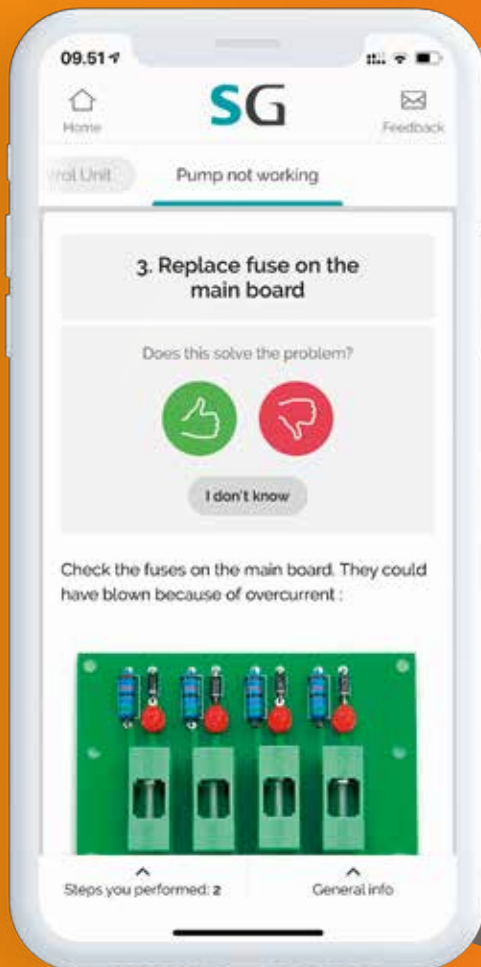 09.51
Home
SG
Feedback
rol Unit
Pump not working
3. Replace fuse on the
main board
Does this solve the problem?
I don't know
Check the fuses on the main board. They could
have blown because of overcurrent :
Steps you performed: 2
General info